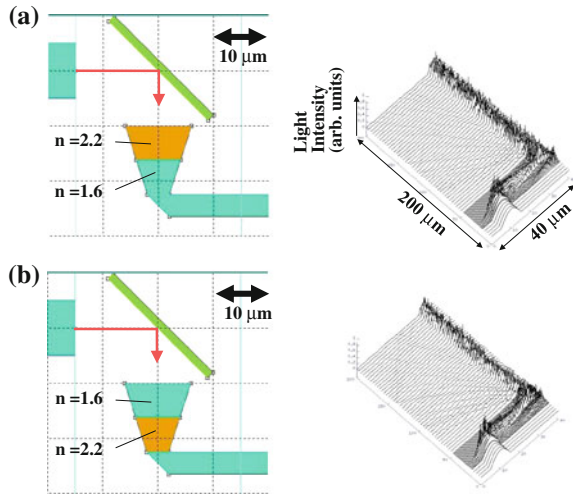 (a)
10 μm
n =2.2
n =1.6
Light
Intensity
(arb. units)
200 μm
40 μm
(b)
10 μm
n =1.6
n =2.2